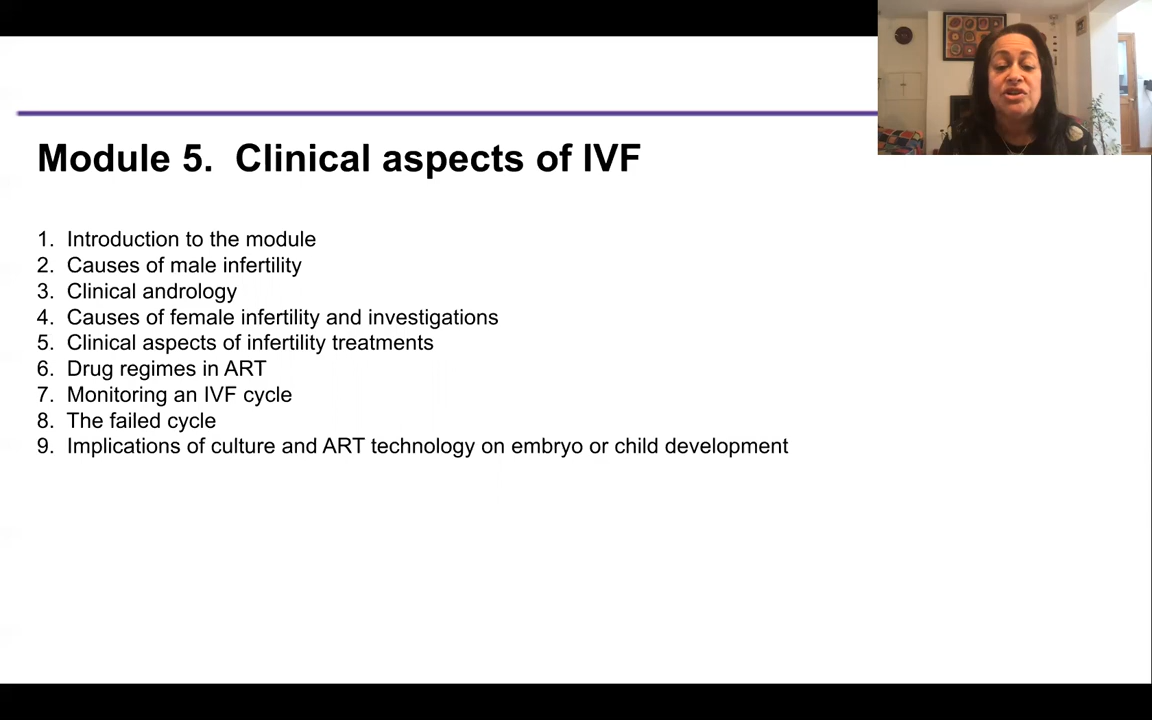 Module 5. Clinical aspects of IVF
1. Introduction to the module
2. Causes of male infertility
3. Clinical andrology
4. Causes of female infertility and investigations
5. Clinical aspects of infertility treatments
6. Drug regimes in ART
7. Monitoring an IVF cycle
8. The failed cycle
9. Implications of culture and ART technology on embryo or child development